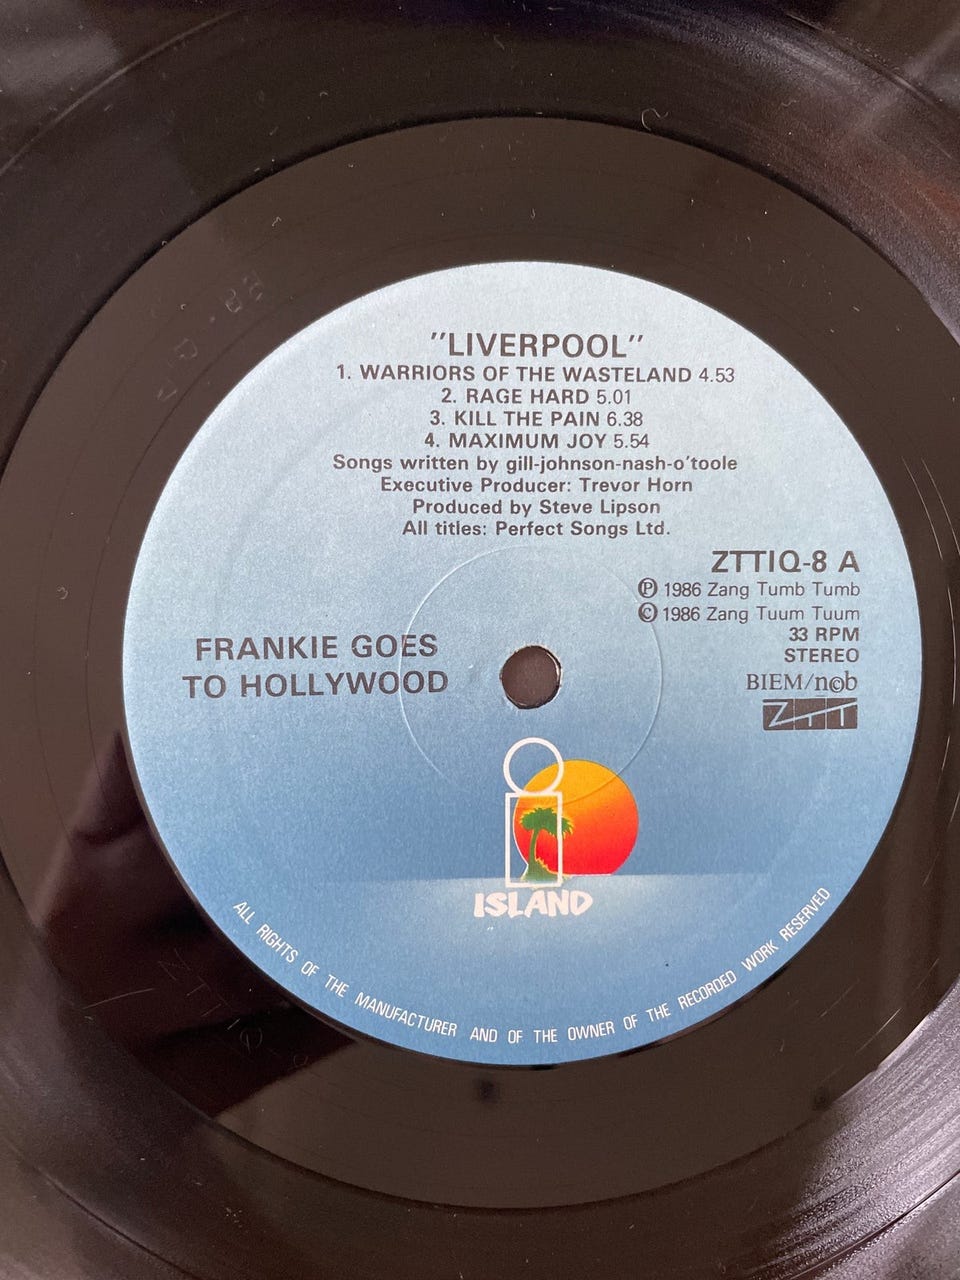 "LIVERPOOL"
1. WARRIORS OF THE WASTELAND 4.53
2. RAGE HARD 5.01
3. KILL THE PAIN 6.38
4. MAXIMUM JOY 5.54
Songs written by gill-johnson-nash-o'toole
Executive Producer: Trevor Horn
Produced by Steve Lipson
All titles: Perfect Songs Ltd.
ZTTIQ-8 A
℗ 1986 Zang Tumb Tumb
© 1986 Zang Tuum Tuum
33 RPM
STEREO
BIEM/n©b
ZTT
FRANKIE GOES
TO HOLLYWOOD
ISLAND
ALL RIGHTS OF THE MANUFACTURER AND OF THE OWNER OF THE RECORDED WORK RESERVED